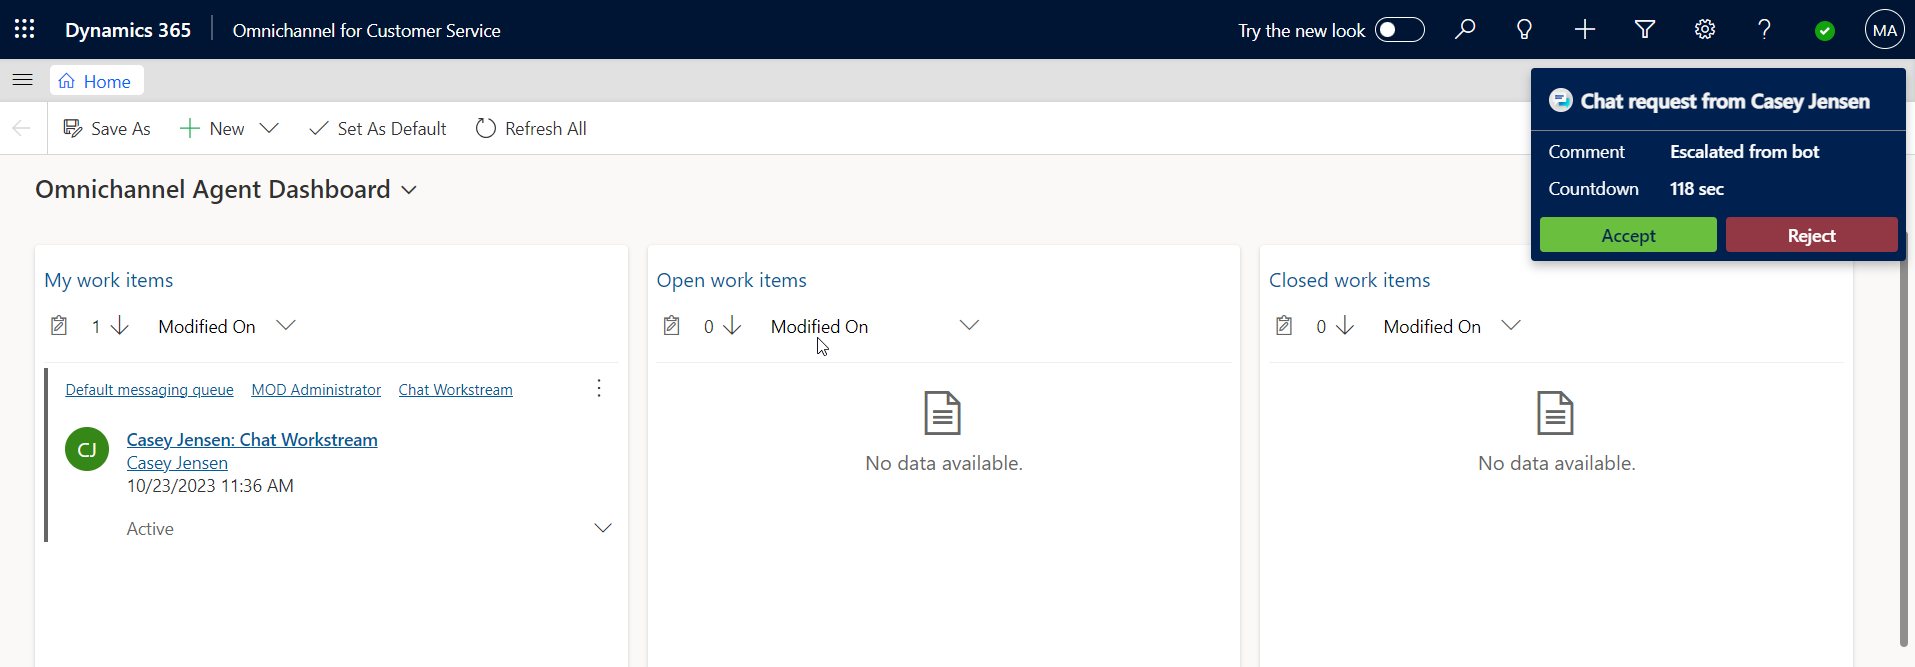 Dynamics 365 Omnichannel for Customer Service Try the new look MA
Home
Save As New Set As Default Refresh All
Chat request from Casey Jensen
Comment Escalated from bot
Countdown 118 sec
Accept Reject
Omnichannel Agent Dashboard
My work items
1 Modified On
Default messaging queue MOD Administrator Chat Workstream
CJ
Casey Jensen: Chat Workstream
Casey Jensen
10/23/2023 11:36 AM
Active
Open work items
0 Modified On
No data available.
Closed work items
0 Modified On
No data available.